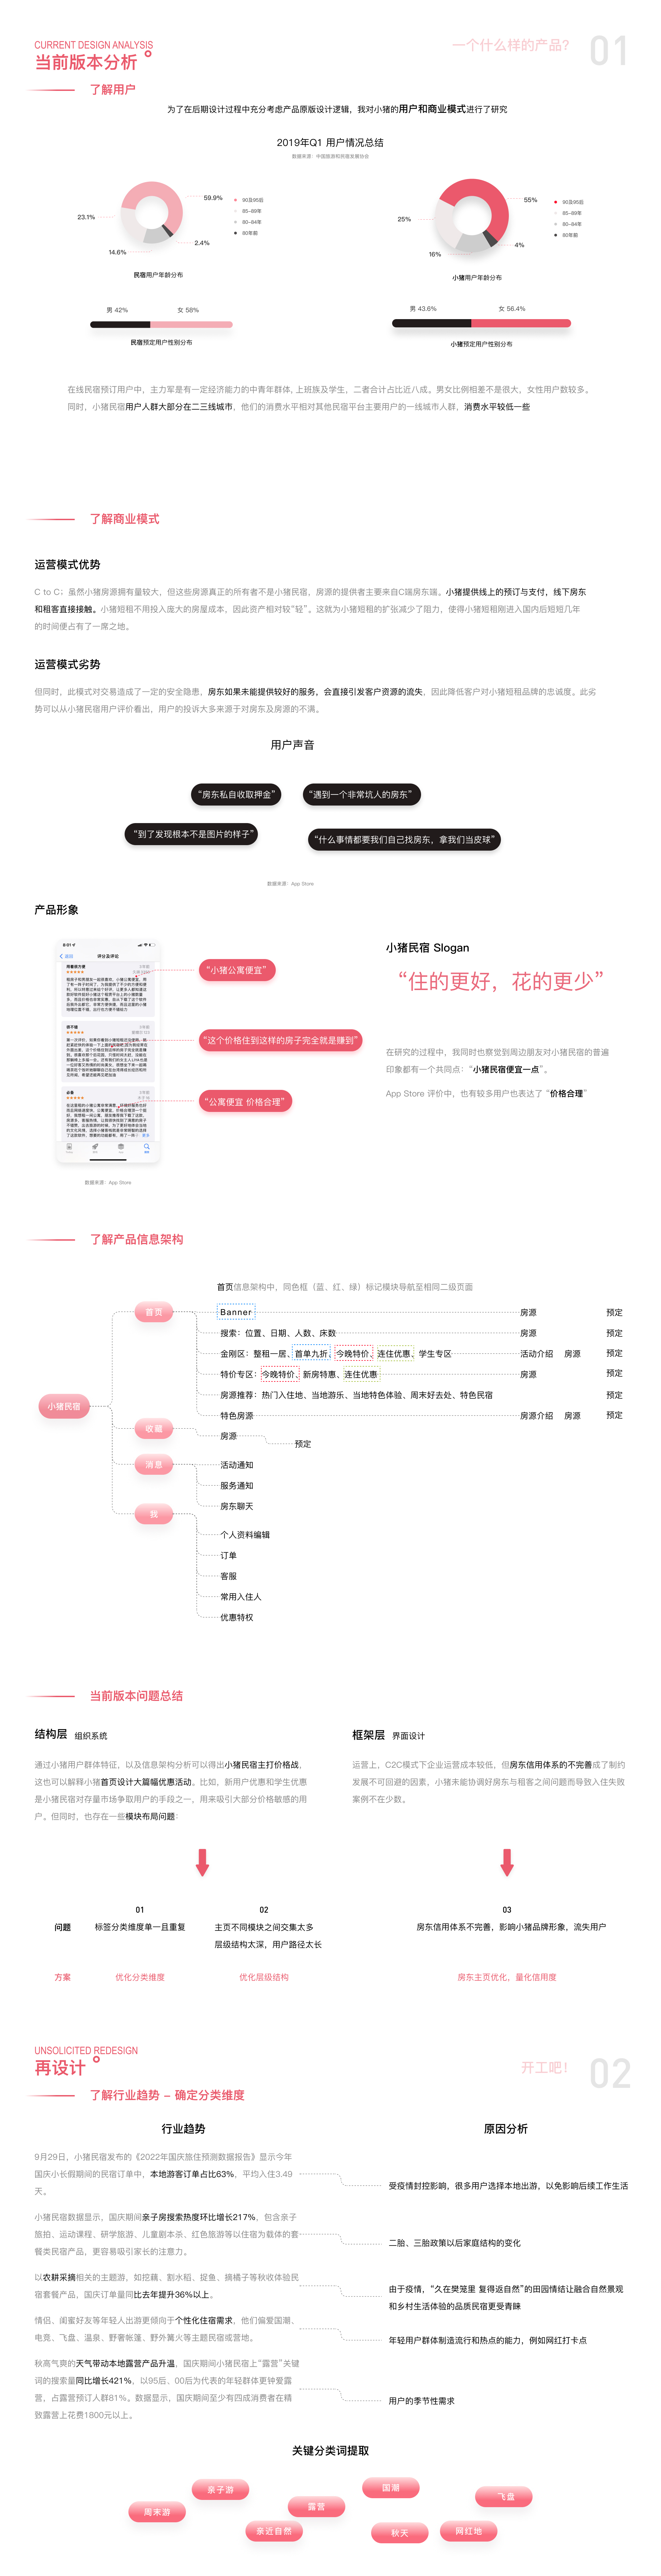 CURRENT DESIGN ANALYSIS
当前版本分析
一个什么样的产品?
01
了解用户
为了在后期设计过程中充分考虑产品原版设计逻辑，我对小猪的用户和商业模式进行了研究
2019年Q1 用户情况总结
数据来源：中国旅游和民宿发展协会
59.9%
23.1%
14.6%
2.4%
90及95后
85-89年
80-84年
80年前
民宿用户年龄分布
55%
25%
16%
4%
90及95后
85-89年
80-84年
80年前
小猪用户年龄分布
男 42%
女 58%
民宿预定用户性别分布
男 43.6%
女 56.4%
小猪预定用户性别分布
在线民宿预订用户中，主力军是有一定经济能力的中青年群体, 上班族及学生，二者合计占比近八成。男女比例相差不是很大，女性用户数较多。
同时，小猪民宿用户人群大部分在二三线城市，他们的消费水平相对其他民宿平台主要用户的一线城市人群，消费水平较低一些
了解商业模式
运营模式优势
C to C：虽然小猪房源拥有量较大，但这些房源真正的所有者不是小猪民宿，房源的提供者主要来自C端房东端。小猪提供线上的预订与支付，线下房东
和租客直接接触。小猪短租不用投入庞大的房屋成本，因此资产相对较“轻”。这就为小猪短租的扩张减少了阻力，使得小猪短租刚进入国内后短短几年
的时间便占有了一席之地。
运营模式劣势
但同时，此模式对交易造成了一定的安全隐患，房东如果未能提供较好的服务，会直接引发客户资源的流失，因此降低客户对小猪短租品牌的忠诚度。此劣
势可以从小猪民宿用户评价看出，用户的投诉大多来源于对房东及房源的不满。
用户声音
“房东私自收取押金”
“遇到一个非常坑人的房东”
“到了发现根本不是图片的样子”
“什么事情都要我们自己找房东，拿我们当皮球”
数据来源：App Store
产品形象
评分及评论
“小猪公寓便宜”
“这个价格住到这样的房子完全就是赚到”
“公寓便宜 价格合理”
数据来源：App Store
小猪民宿 Slogan
“住的更好，花的更少”
在研究的过程中，我同时也察觉到周边朋友对小猪民宿的普遍
印象都有一个共同点：“小猪民宿便宜一点”。
App Store 评价中，也有较多用户也表达了 “价格合理”
了解产品信息架构
首页信息架构中，同色框（蓝、红、绿）标记模块导航至相同二级页面
小猪民宿
首页
Banner
房源
预定
搜索：位置、日期、人数、床数
房源
预定
金刚区：整租一居、首单九折、今晚特价、连住优惠、学生专区
活动介绍
房源
预定
特价专区：今晚特价、新房特惠、连住优惠
房源
预定
房源推荐：热门入住地、当地游乐、当地特色体验、周末好去处、特色民宿
预定
特色房源
房源介绍
房源
预定
收藏
房源
预定
消息
活动通知
服务通知
房东聊天
我
个人资料编辑
订单
客服
常用入住人
优惠特权
当前版本问题总结
结构层 组织系统
通过小猪用户群体特征，以及信息架构分析可以得出小猪民宿主打价格战，
这也可以解释小猪首页设计大篇幅优惠活动。比如，新用户优惠和学生优惠
是小猪民宿对存量市场争取用户的手段之一，用来吸引大部分价格敏感的用
户。但同时，也存在一些模块布局问题：
框架层 界面设计
运营上，C2C模式下企业运营成本较低，但房东信用体系的不完善成了制约
发展不可回避的因素，小猪未能协调好房东与租客之间问题而导致入住失败
案例不在少数。
01
02
03
问题
标签分类维度单一且重复
主页不同模块之间交集太多
层级结构太深，用户路径太长
房东信用体系不完善，影响小猪品牌形象，流失用户
方案
优化分类维度
优化层级结构
房东主页优化，量化信用度
UNSOLICITED REDESIGN
再设计
开工吧!
02
了解行业趋势 – 确定分类维度
行业趋势
原因分析
9月29日，小猪民宿发布的《2022年国庆旅住预测数据报告》显示今年
国庆小长假期间的民宿订单中，本地游客订单占比63%，平均入住3.49
天。
受疫情封控影响，很多用户选择本地出游，以免影响后续工作生活
小猪民宿数据显示，国庆期间亲子房搜索热度环比增长217%，包含亲子
旅拍、运动课程、研学旅游、儿童剧本杀、红色旅游等以住宿为载体的套
餐类民宿产品，更容易吸引家长的注意力。
二胎、三胎政策以后家庭结构的变化
以农耕采摘相关的主题游，如挖藕、割水稻、捉鱼、摘橘子等秋收体验民
宿套餐产品，国庆订单量同比去年提升36%以上。
由于疫情，“久在樊笼里 复得返自然”的田园情结让融合自然景观
和乡村生活体验的品质民宿更受青睐
情侣、闺蜜好友等年轻人出游更倾向于个性化住宿需求，他们偏爱国潮、
电竞、飞盘、温泉、野奢帐篷、野外篝火等主题民宿或营地。
年轻用户群体制造流行和热点的能力，例如网红打卡点
秋高气爽的天气带动本地露营产品升温，国庆期间小猪民宿上“露营”关键
词的搜索量同比增长421%，以95后、00后为代表的年轻群体更钟爱露
营，占露营预订人群81%。数据显示，国庆期间至少有四成消费者在精
致露营上花费1800元以上。
用户的季节性需求
关键分类词提取
亲子游
国潮
飞盘
周末游
露营
亲近自然
秋天
网红地